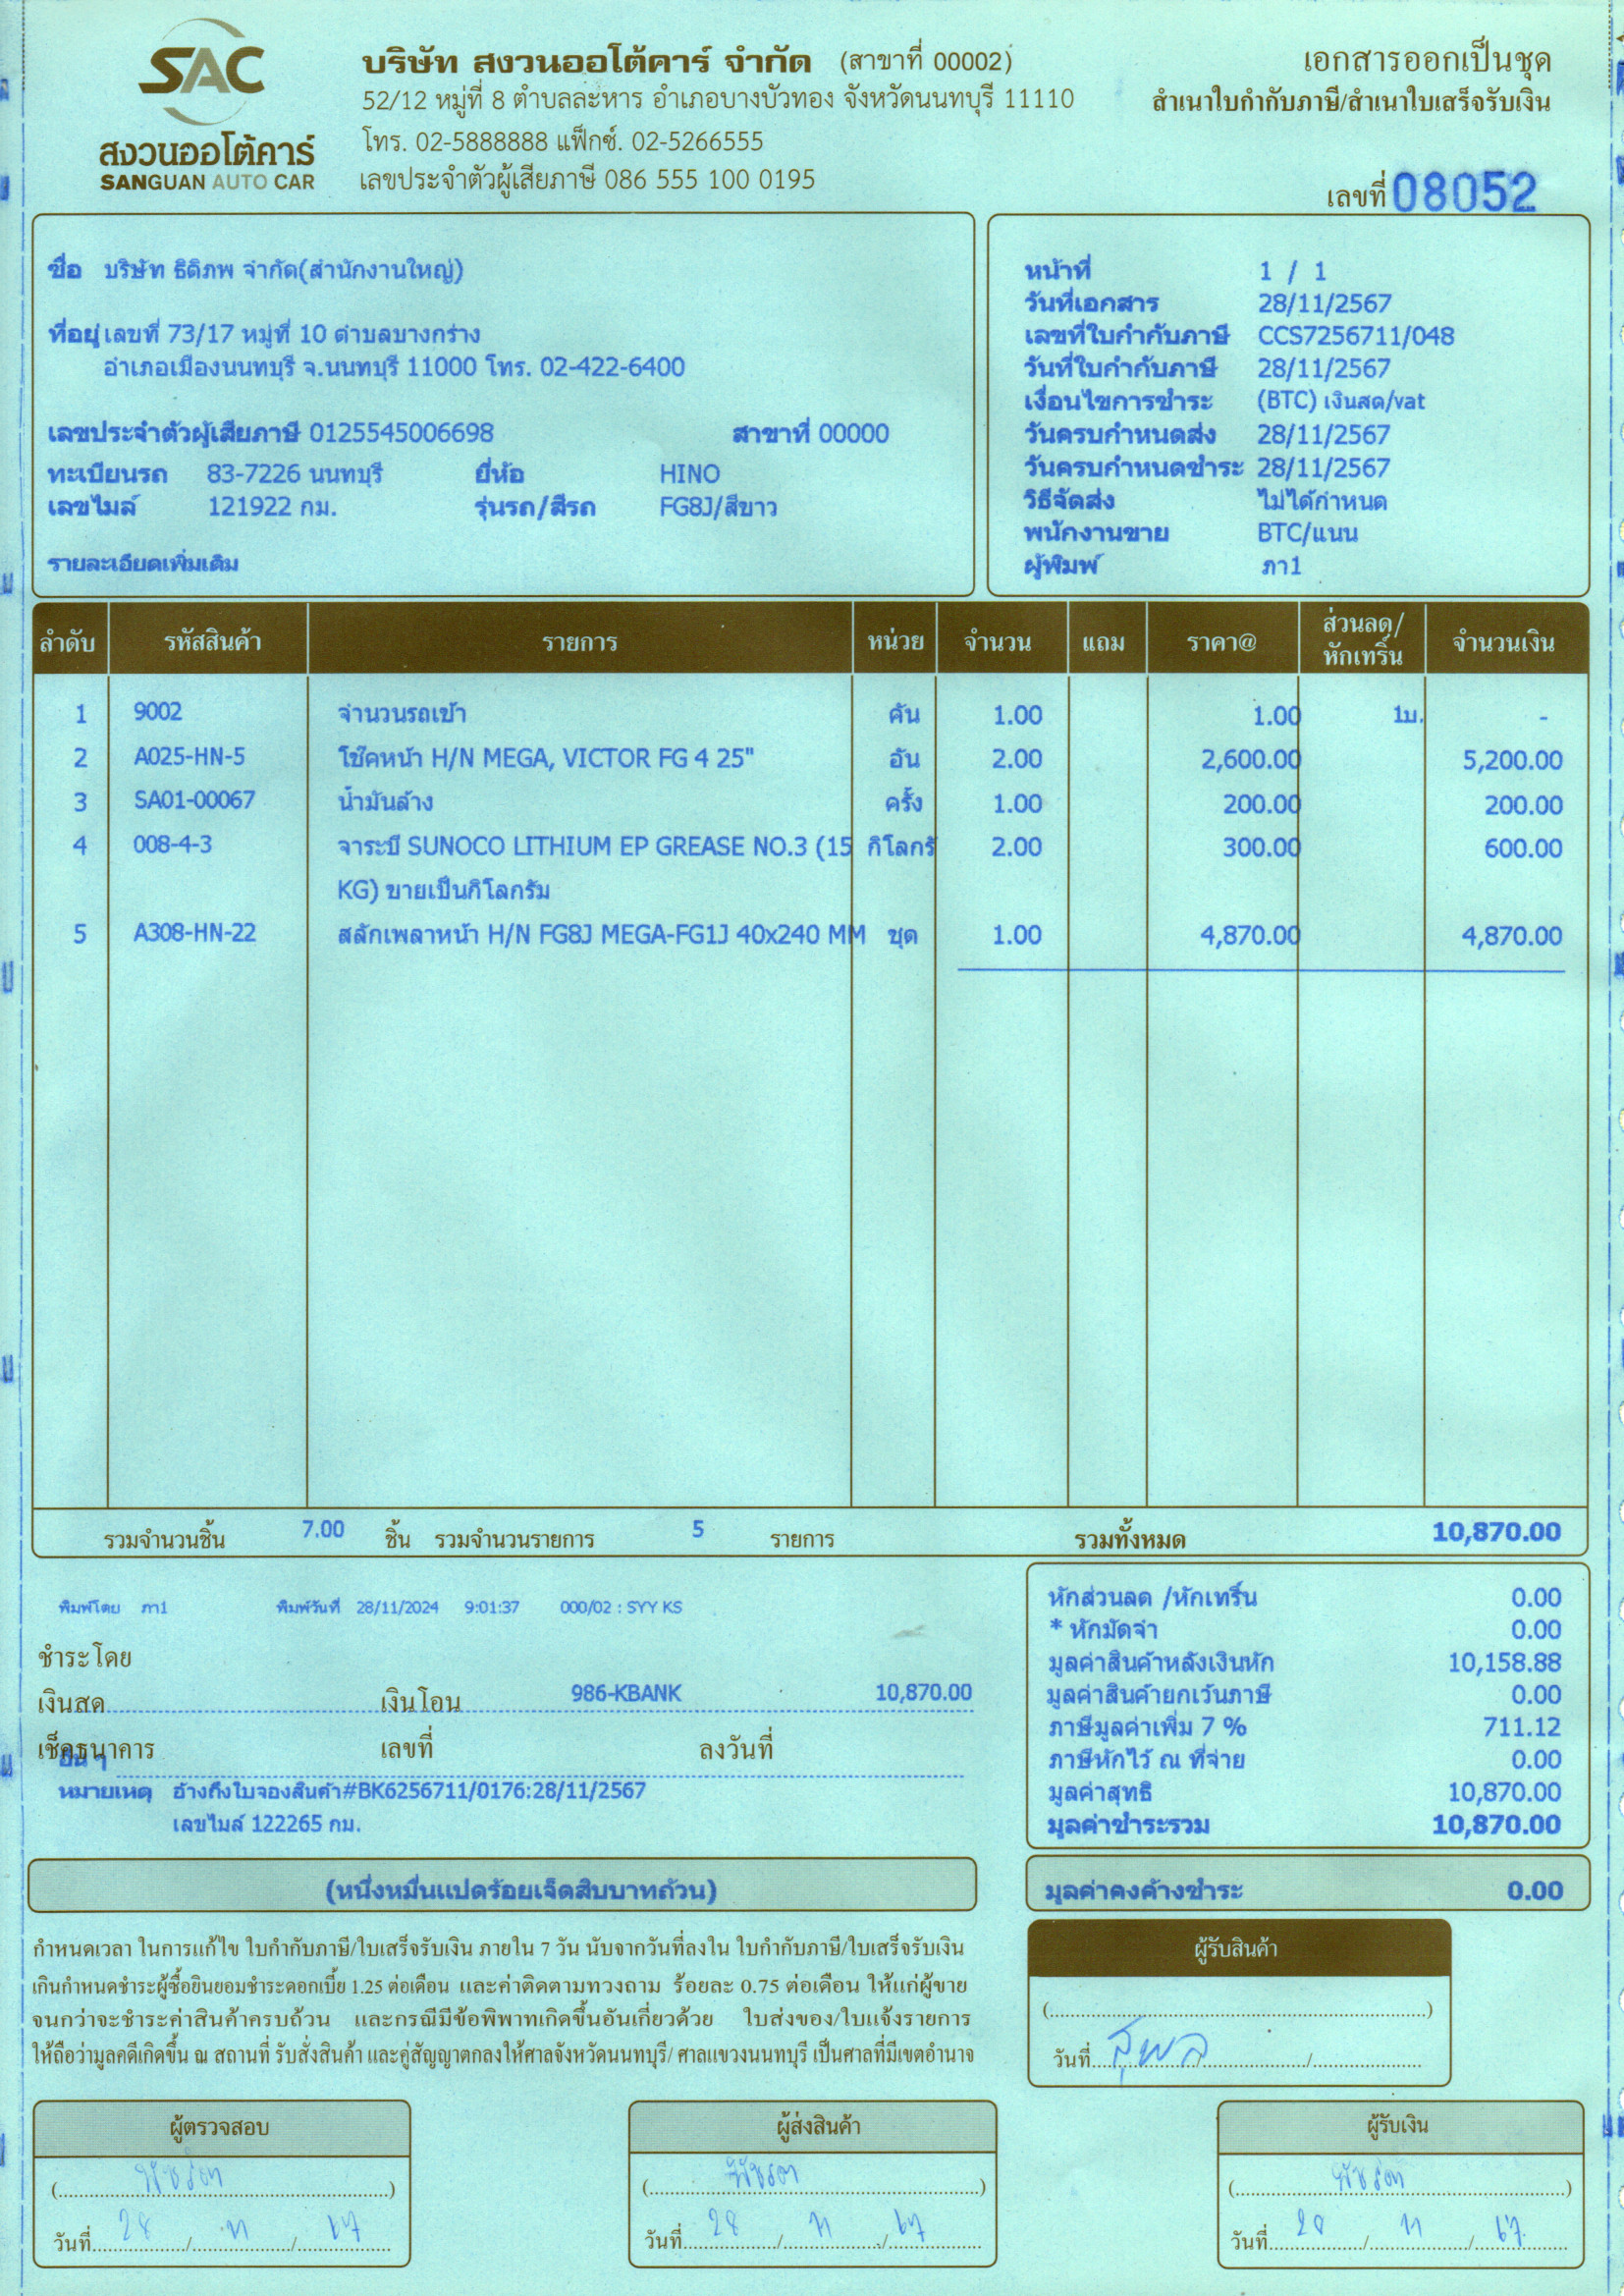 SAC
สงวนออโต้คาร์
SANGUAN AUTO CAR
บริษัท สงวนออโต้คาร์ จำกัด (สาขาที่ 00002)
52/12 หมู่ที่ 8 ตำบลละหาร อำเภอบางบัวทอง จังหวัดนนทบุรี 11110
โทร. 02-5888888 แฟ็กซ์. 02-5266555
เลขประจำตัวผู้เสียภาษี 086 555 100 0195
เอกสารออกเป็นชุด
สำเนาใบกำกับภาษี/สำเนาใบเสร็จรับเงิน
เลขที่ 08052
ชื่อ บริษัท ธิดิภพ จำกัด(สำนักงานใหญ่)
ที่อยู่ เลขที่ 73/17 หมู่ที่ 10 ตำบลบางกร่าง
อำเภอเมืองนนทบุรี จ.นนทบุรี 11000 โทร. 02-422-6400
เลขประจำตัวผู้เสียภาษี 0125545006698 สาขาที่ 00000
ทะเบียนรถ 83-7226 นนทบุรี ยี่ห้อ HINO
เลขไมล์ 121922 กม. รุ่นรถ/สีรถ FG8J/สีขาว
รายละเอียดเพิ่มเติม
หน้าที่ 1 / 1
วันที่เอกสาร 28/11/2567
เลขที่ใบกำกับภาษี CCS7256711/048
วันที่ใบกำกับภาษี 28/11/2567
เงื่อนไขการชำระ (BTC) เงินสด/vat
วันครบกำหนดส่ง 28/11/2567
วันครบกำหนดชำระ 28/11/2567
วิธีจัดส่ง ไม่ได้กำหนด
พนักงานขาย BTC/แนน
ผู้พิมพ์ ภา1
ลำดับ รหัสสินค้า รายการ หน่วย จำนวน แถม ราคา@ ส่วนลด/หักเทริ์น จำนวนเงิน
1 9002 จำนวนรถเข้า คัน 1.00 1.00 1บ. -
2 A025-HN-5 โช๊คหน้า H/N MEGA, VICTOR FG 4 25" อัน 2.00 2,600.00 5,200.00
3 SA01-00067 น้ำมันล้าง ครั้ง 1.00 200.00 200.00
4 008-4-3 จาระบี SUNOCO LITHIUM EP GREASE NO.3 (15 กิโลกรั 2.00 300.00 600.00
KG) ขายเป็นกิโลกรัม
5 A308-HN-22 สลักเพลาหน้า H/N FG8J MEGA-FG1J 40x240 MM ชุด 1.00 4,870.00 4,870.00
รวมจำนวนชิ้น 7.00 ชิ้น รวมจำนวนรายการ 5 รายการ รวมทั้งหมด 10,870.00
พิมพ์โดย ภา1 พิมพ์วันที่ 28/11/2024 9:01:37 000/02 : SYY KS
ชำระโดย
เงินสด เงินโอน 986-KBANK 10,870.00
เช็คธนาคาร เลขที่ ลงวันที่
อื่น ๆ
หมายเหตุ อ้างถึงใบจองสินค้า#BK6256711/0176:28/11/2567
เลขไมล์ 122265 กม.
หักส่วนลด /หักเทริ์น 0.00
* หักมัดจำ 0.00
มูลค่าสินค้าหลังเงินหัก 10,158.88
มูลค่าสินค้ายกเว้นภาษี 0.00
ภาษีมูลค่าเพิ่ม 7 % 711.12
ภาษีหักไว้ ณ ที่จ่าย 0.00
มูลค่าสุทธิ 10,870.00
มูลค่าชำระรวม 10,870.00
(หนึ่งหมื่นแปดร้อยเจ็ดสิบบาทถ้วน)
มูลค่าคงค้างชำระ 0.00
กำหนดเวลา ในการแก้ไข ใบกำกับภาษี/ใบเสร็จรับเงิน ภายใน 7 วัน นับจากวันที่ลงใน ใบกำกับภาษี/ใบเสร็จรับเงิน
เกินกำหนดชำระผู้ซื้อยินยอมชำระดอกเบี้ย 1.25 ต่อเดือน และค่าติดตามทวงถาม ร้อยละ 0.75 ต่อเดือน ให้แก่ผู้ขาย
จนกว่าจะชำระค่าสินค้าครบถ้วน และกรณีมีข้อพิพาทเกิดขึ้นอันเกี่ยวด้วย ใบส่งของ/ใบแจ้งรายการ
ให้ถือว่ามูลคดีเกิดขึ้น ณ สถานที่ รับสั่งสินค้า และคู่สัญญาตกลงให้ศาลจังหวัดนนทบุรี/ ศาลแขวงนนทบุรี เป็นศาลที่มีเขตอำนาจ
ผู้รับสินค้า
วันที่ สุพล
ผู้ตรวจสอบ
วันที่ 28 / 11 / 67
ผู้ส่งสินค้า
วันที่ 28 / 11 / 67
ผู้รับเงิน
วันที่ 28 / 11 / 67